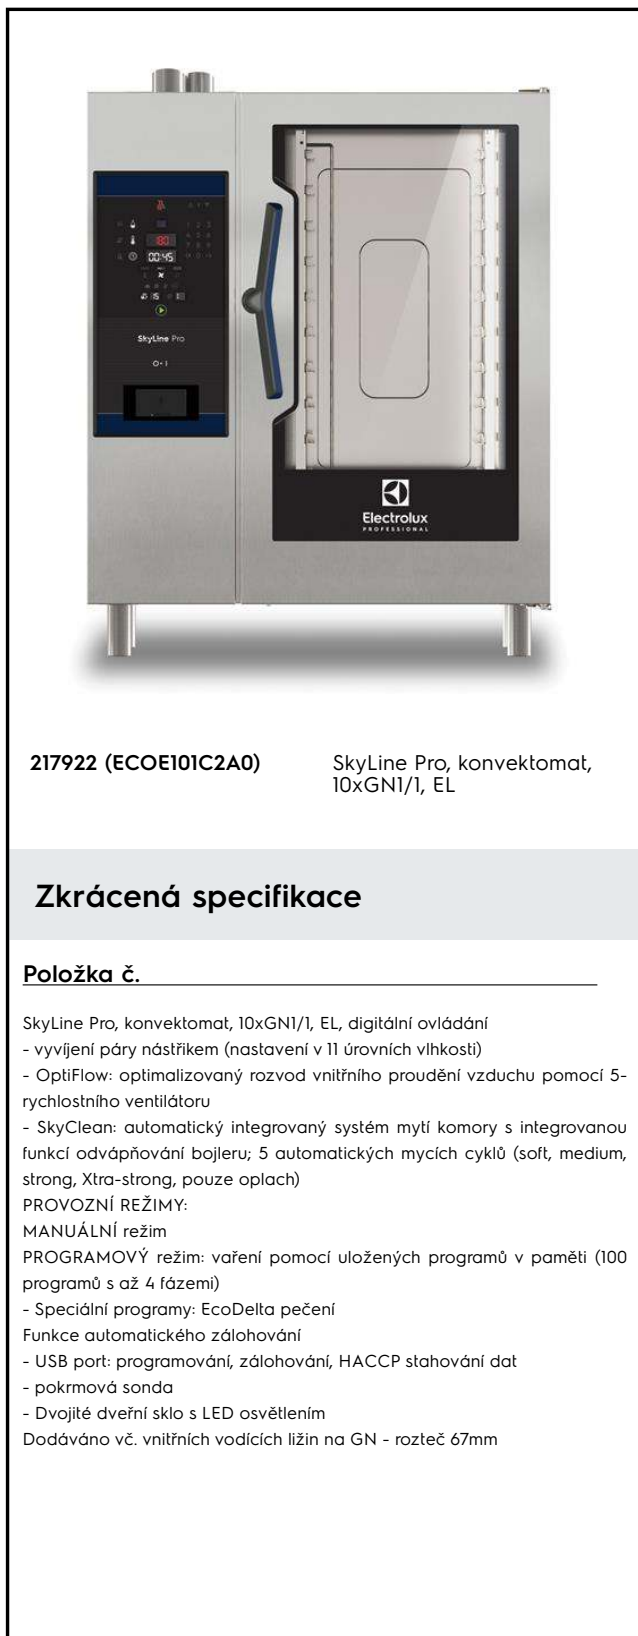 180
00:45
15
SkyLine Pro
Electrolux
PROFESSIONAL
217922 (ECOE101C2A0)
SkyLine Pro, konvektomat,
10xGN1/1, EL
Zkrácená specifikace
Položka č.
SkyLine Pro, konvektomat, 10xGN1/1, EL, digitální ovládání
- vyvíjení páry nástřikem (nastavení v 11 úrovních vlhkosti)
- OptiFlow: optimalizovaný rozvod vnitřního proudění vzduchu pomocí 5-
rychlostního ventilátoru
- SkyClean: automatický integrovaný systém mytí komory s integrovanou
funkcí odvápňování bojleru; 5 automatických mycích cyklů (soft, medium,
strong, Xtra-strong, pouze oplach)
PROVOZNÍ REŽIMY:
MANUÁLNÍ režim
PROGRAMOVÝ režim: vaření pomocí uložených programů v paměti (100
programů s až 4 fázemi)
- Speciální programy: EcoDelta pečení
Funkce automatického zálohování
- USB port: programování, zálohování, HACCP stahování dat
- pokrmová sonda
- Dvojité dveřní sklo s LED osvětlením
Dodáváno vč. vnitřních vodících ližin na GN - rozteč 67mm